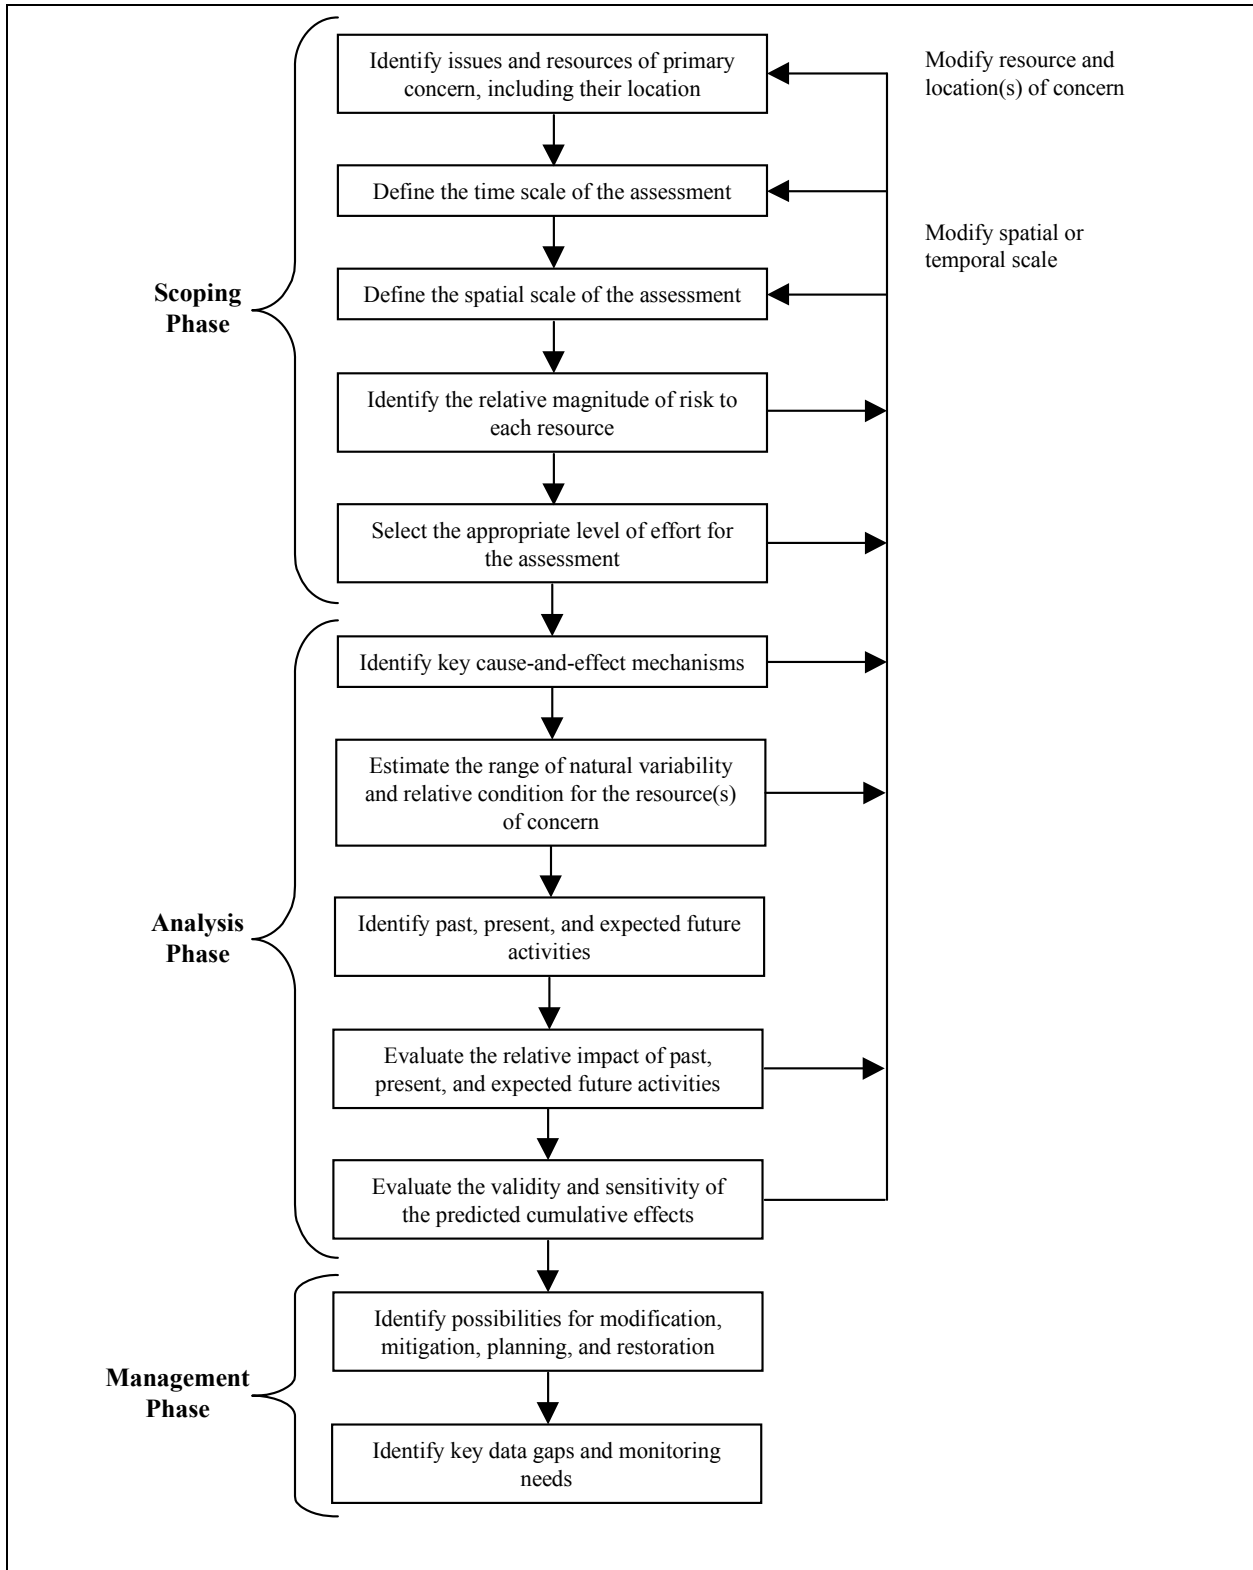 Identify issues and resources of primary
concern, including their location
Modify resource and
location(s) of concern
Define the time scale of the assessment
Modify spatial or
temporal scale
Scoping
Phase
Define the spatial scale of the assessment
Identify the relative magnitude of risk to
each resource
Select the appropriate level of effort for
the assessment
Identify key cause-and-effect mechanisms
Estimate the range of natural variability
and relative condition for the resource(s)
of concern
Analysis
Phase
Identify past, present, and expected future
activities
Evaluate the relative impact of past,
present, and expected future activities
Evaluate the validity and sensitivity of
the predicted cumulative effects
Identify possibilities for modification,
mitigation, planning, and restoration
Management
Phase
Identify key data gaps and monitoring
needs